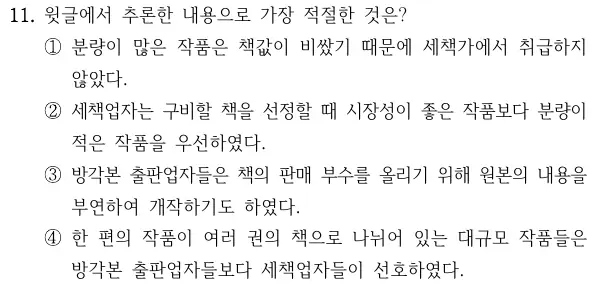 11. 윗글에서 추론한 내용으로 가장 적절한 것은?
① 분량이 많은 작품은 책값이 비쌌기 때문에 세책가에서 취급하지
않았다.
② 세책업자는 구비할 책을 선정할 때 시장성이 좋은 작품보다 분량이
적은 작품을 우선하였다.
③ 방각본 출판업자들은 책의 판매 부수를 올리기 위해 원본의 내용을
부연하여 개작하기도 하였다.
④ 한 편의 작품이 여러 권의 책으로 나뉘어 있는 대규모 작품들은
방각본 출판업자들보다 세책업자들이 선호하였다.